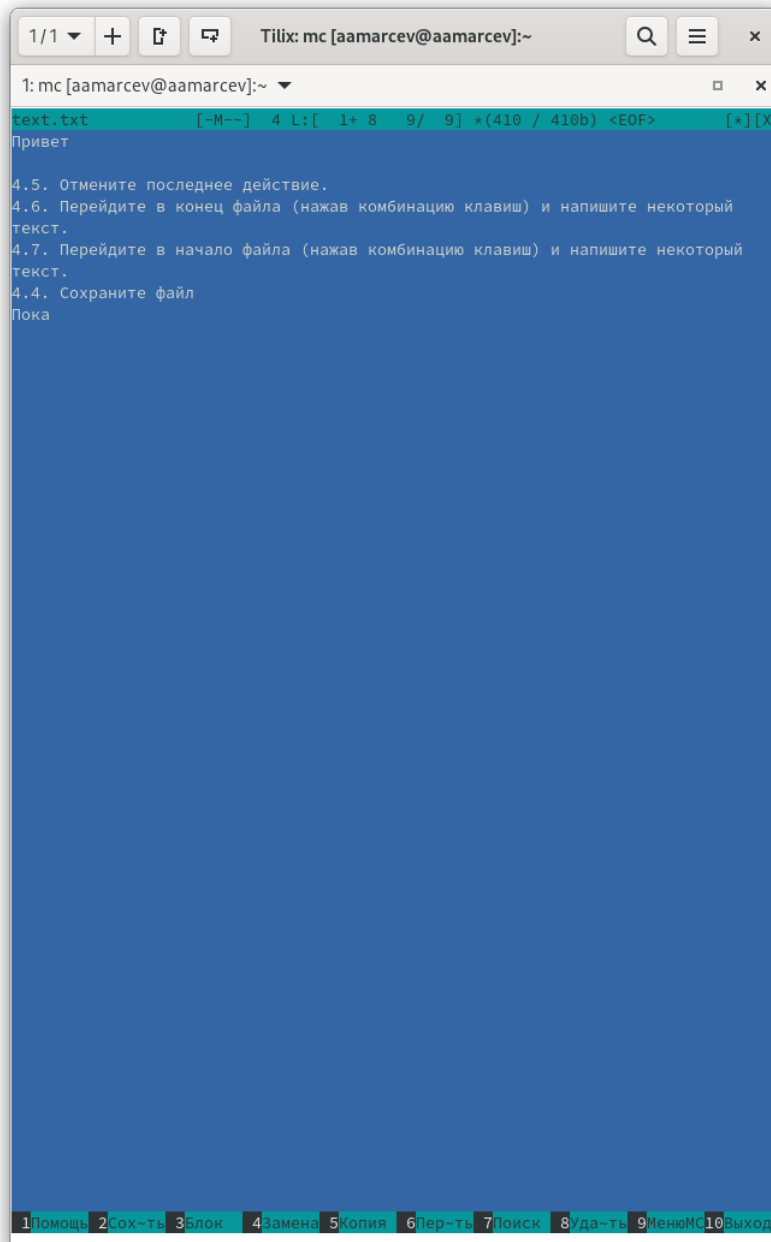 1/1
Tilix: mc [aamarcev@aamarcev]:~
1: mc [aamarcev@aamarcev]:~
text.txt [-M--] 4 L:[ 1+ 8 9/ 9] *(410 / 410b) <EOF> [*][X
Привет
4.5. Отмените последнее действие.
4.6. Перейдите в конец файла (нажав комбинацию клавиш) и напишите некоторый
текст.
4.7. Перейдите в начало файла (нажав комбинацию клавиш) и напишите некоторый
текст.
4.4. Сохраните файл
Пока
1Помощь 2Сох~ть 3Блок 4Замена 5Копия 6Пер~ть 7Поиск 8Уда~ть 9МенюМС10Выход